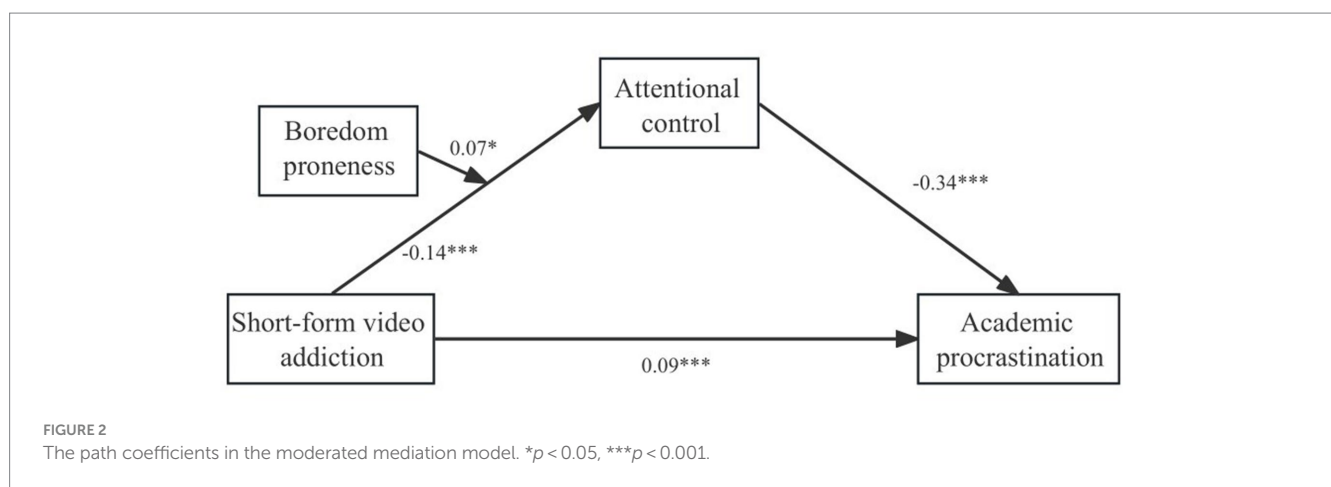 Attentional
control
Boredom
proneness
0.07*
-0.34***
-0.14***
Short-form video
addiction
Academic
procrastination
0.09***
FIGURE 2
The path coefficients in the moderated mediation model. *p < 0.05, ***p < 0.001.